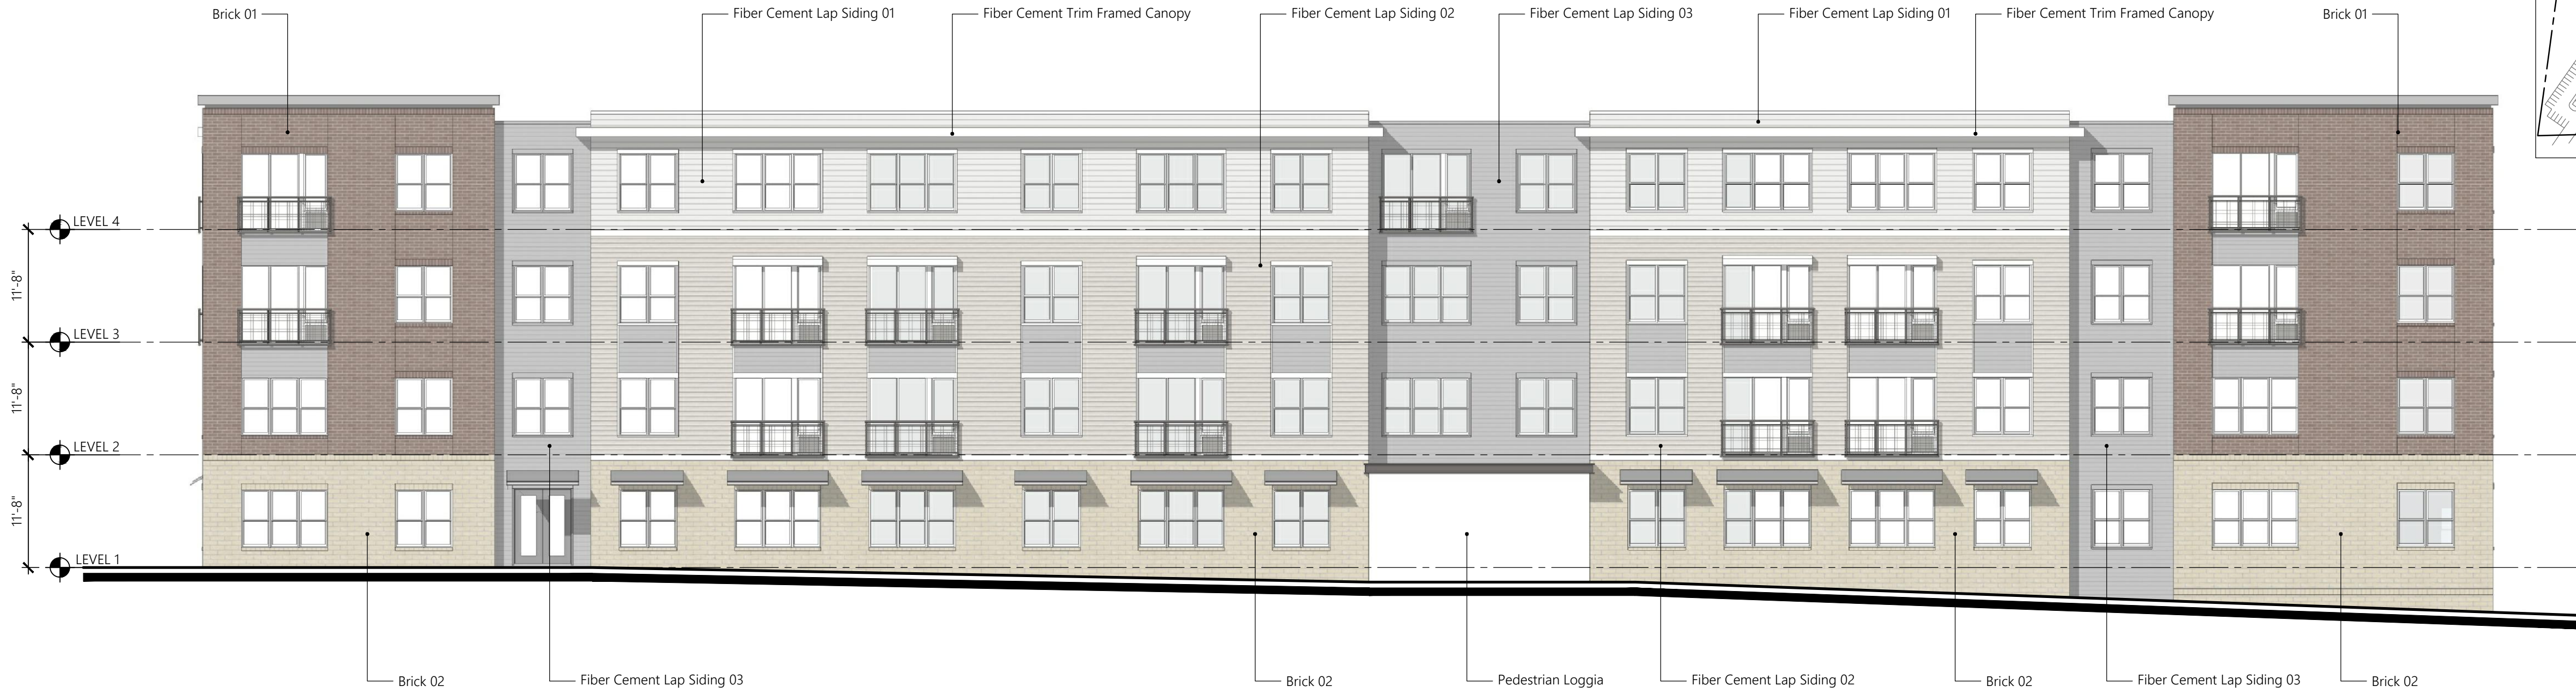 Brick 01
Fiber Cement Lap Siding 01
Fiber Cement Trim Framed Canopy
Fiber Cement Lap Siding 02
Fiber Cement Lap Siding 03
Fiber Cement Lap Siding 01
Fiber Cement Trim Framed Canopy
Brick 01
LEVEL 4
11'-8"
LEVEL 3
11'-8"
LEVEL 2
11'-8"
LEVEL 1
Brick 02
Fiber Cement Lap Siding 03
Brick 02
Pedestrian Loggia
Fiber Cement Lap Siding 02
Brick 02
Fiber Cement Lap Siding 03
Brick 02